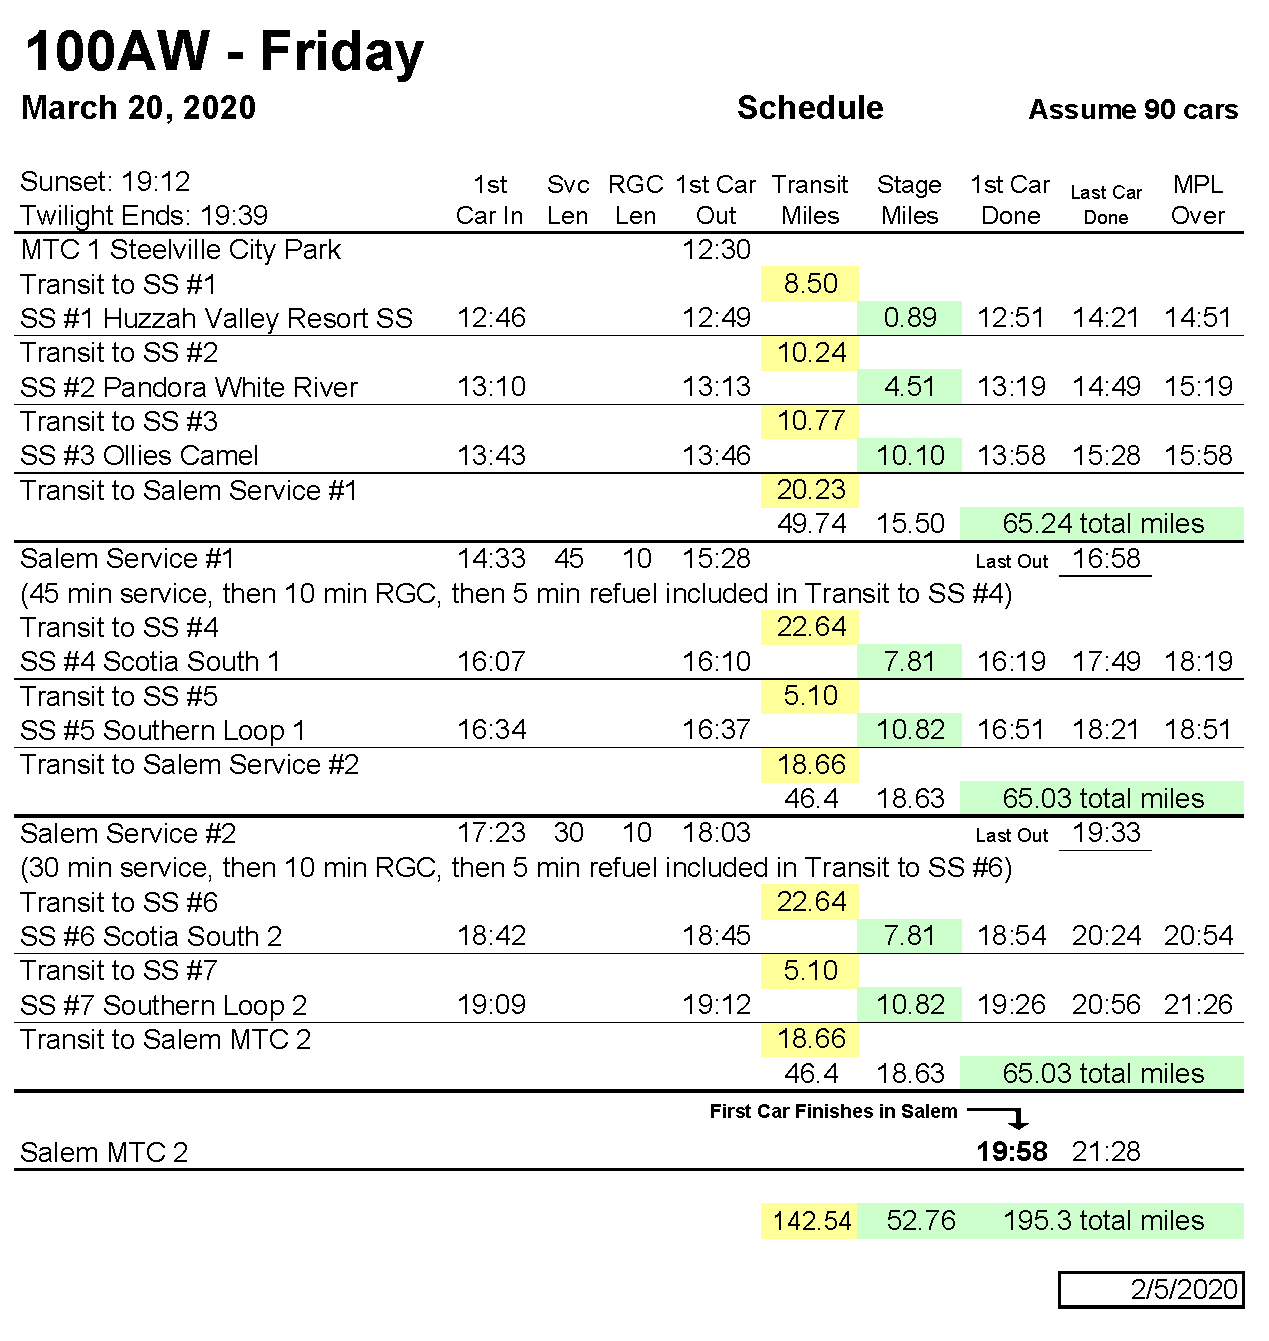 100AW - Friday
March 20, 2020 Schedule Assume 90 cars
Sunset: 19:12 1st Svc RGC 1st Car Transit Stage 1st Car Last Car MPL
Twilight Ends: 19:39 Car In Len Len Out Miles Miles Done Done Over
MTC 1 Steelville City Park 12:30
Transit to SS #1 8.50
SS #1 Huzzah Valley Resort SS 12:46 12:49 0.89 12:51 14:21 14:51
Transit to SS #2 10.24
SS #2 Pandora White River 13:10 13:13 4.51 13:19 14:49 15:19
Transit to SS #3 10.77
SS #3 Ollies Camel 13:43 13:46 10.10 13:58 15:28 15:58
Transit to Salem Service #1 20.23
49.74 15.50 65.24 total miles
Salem Service #1 14:33 45 10 15:28 Last Out 16:58
(45 min service, then 10 min RGC, then 5 min refuel included in Transit to SS #4)
Transit to SS #4 22.64
SS #4 Scotia South 1 16:07 16:10 7.81 16:19 17:49 18:19
Transit to SS #5 5.10
SS #5 Southern Loop 1 16:34 16:37 10.82 16:51 18:21 18:51
Transit to Salem Service #2 18.66
46.4 18.63 65.03 total miles
Salem Service #2 17:23 30 10 18:03 Last Out 19:33
(30 min service, then 10 min RGC, then 5 min refuel included in Transit to SS #6)
Transit to SS #6 22.64
SS #6 Scotia South 2 18:42 18:45 7.81 18:54 20:24 20:54
Transit to SS #7 5.10
SS #7 Southern Loop 2 19:09 19:12 10.82 19:26 20:56 21:26
Transit to Salem MTC 2 18.66
46.4 18.63 65.03 total miles
First Car Finishes in Salem
Salem MTC 2 19:58 21:28
142.54 52.76 195.3 total miles
2/5/2020